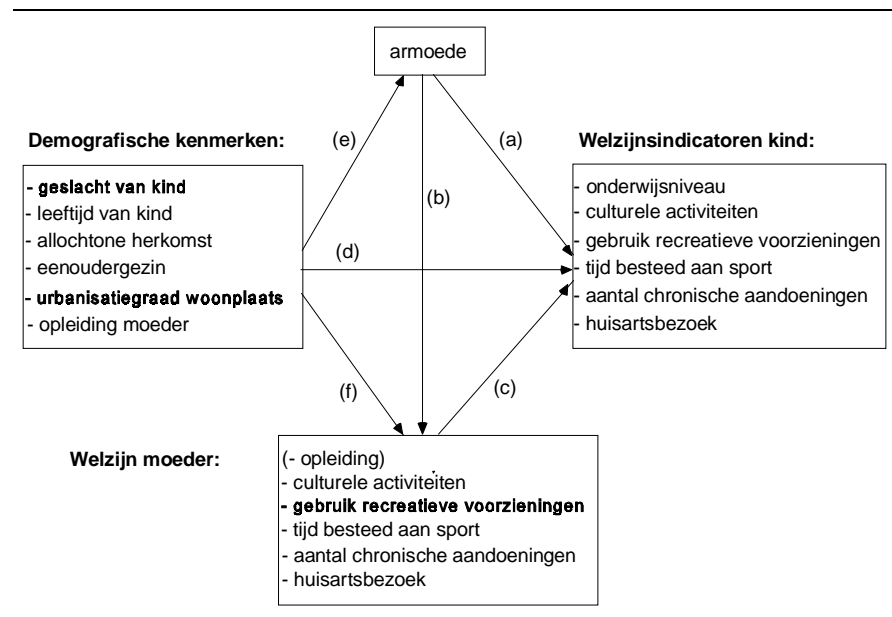 armoede
Demografische kenmerken:
(e)
(a)
Welzijnsindicatoren kind:
- geslacht van kind
- leeftijd van kind
- allochtone herkomst
- eenoudergezin
- urbanisatiegraad woonplaats
- opleiding moeder
(b)
(d)
- onderwijsniveau
- culturele activiteiten
- gebruik recreatieve voorzieningen
- tijd besteed aan sport
- aantal chronische aandoeningen
- huisartsbezoek
(f)
(c)
Welzijn moeder:
(- opleiding)
- culturele activiteiten
- gebruik recreatieve voorzieningen
- tijd besteed aan sport
- aantal chronische aandoeningen
- huisartsbezoek